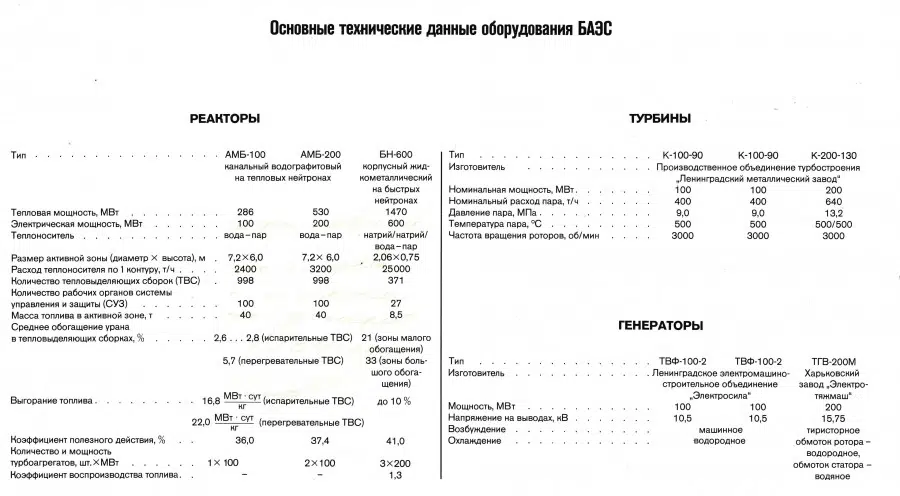 Основные технические данные оборудования БАЭС
РЕАКТОРЫ
Тип . . . . . . . . . . . . . . . АМБ-100 АМБ-200 БН-600
канальный водографитовый корпусный жид-
на тепловых нейтронах кометаллический
на быстрых
нейтронах
Тепловая мощность, МВт . . . . . . . 286 530 1470
Электрическая мощность, МВт . . . . . . 100 200 600
Теплоноситель . . . . . . . . . . . вода–пар вода–пар натрий/натрий/
вода–пар
Размер активной зоны (диаметр × высота), м . 7,2×6,0 7,2× 6,0 2,06×0,75
Расход теплоносителя по 1 контуру, т/ч . . . . 2400 3200 25000
Количество тепловыделяющих сборок (ТВС) . 998 998 371
Количество рабочих органов системы
управления и защиты (СУЗ) . . . . . . 100 100 27
Масса топлива в активной зоне, т . . . . . 40 40 8,5
Среднее обогащение урана
в тепловыделяющих сборках, % . . . . . 2,6 . . . 2,8 (испарительные ТВС) 21 (зоны малого
обогащения)
5,7 (перегревательные ТВС) 33 (зоны боль-
шого обога-
щения)
Выгорание топлива . . . . . . . . . 16,8 МВт · сут/кг (испарительные ТВС) до 10 %
22,0 МВт · сут/кг (перегревательные ТВС)
Коэффициент полезного действия, % . . 36,0 37,4 41,0
Количество и мощность
турбоагрегатов, шт.×МВт . . . . . . 1× 100 2×100 3×200
Коэффициент воспроизводства топлива. . – – 1,3
ТУРБИНЫ
Тип . . . . . . . . . . . . . . . К-100-90 К-100-90 К-200-130
Изготовитель . . . . . . . . . . Производственное объединение турбостроения
„Ленинградский металлический завод"
Номинальная мощность, МВт. . . . 100 100 200
Номинальный расход пара, т/ч . . . . 400 400 640
Давление пара, МПа . . . . . . . . 9,0 9,0 13,2
Температура пара, °С . . . . . . . . 500 500 500/500
Частота вращения роторов, об/мин . . . . 3000 3000 3000
ГЕНЕРАТОРЫ
Тип . . . . . . . . . . . . . . . ТВФ-100-2 ТВФ-100-2 ТГВ-200М
Изготовитель . . . . . . . . . . . Ленинградское электромашино- Харьковский
строительное объединение завод „Электро-
„Электросила" тяжмаш"
Мощность, МВт . . . . . . . . . . 100 100 200
Напряжение на выводах, кВ . . . . . . 10,5 10,5 15,75
Возбуждение . . . . . . . . . . . машинное тиристорное
Охлаждение . . . . . . . . . . . водородное обмоток ротора –
водородное,
обмоток статора –
водяное